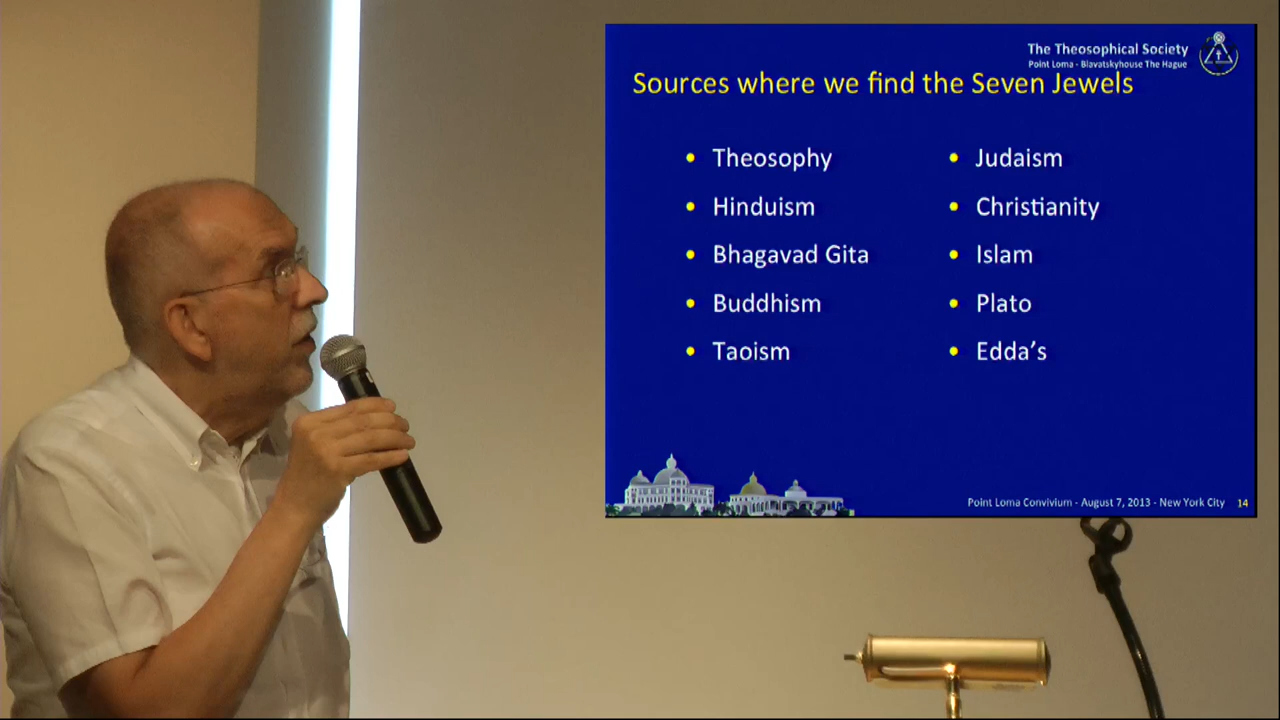 The Theosophical Society
Point Loma - Blavatskyhouse The Hague
Sources where we find the Seven Jewels
• Theosophy
• Hinduism
• Bhagavad Gita
• Buddhism
• Taoism
• Judaism
• Christianity
• Islam
• Plato
• Edda's
Point Loma Convivium - August 7, 2013 - New York City 14